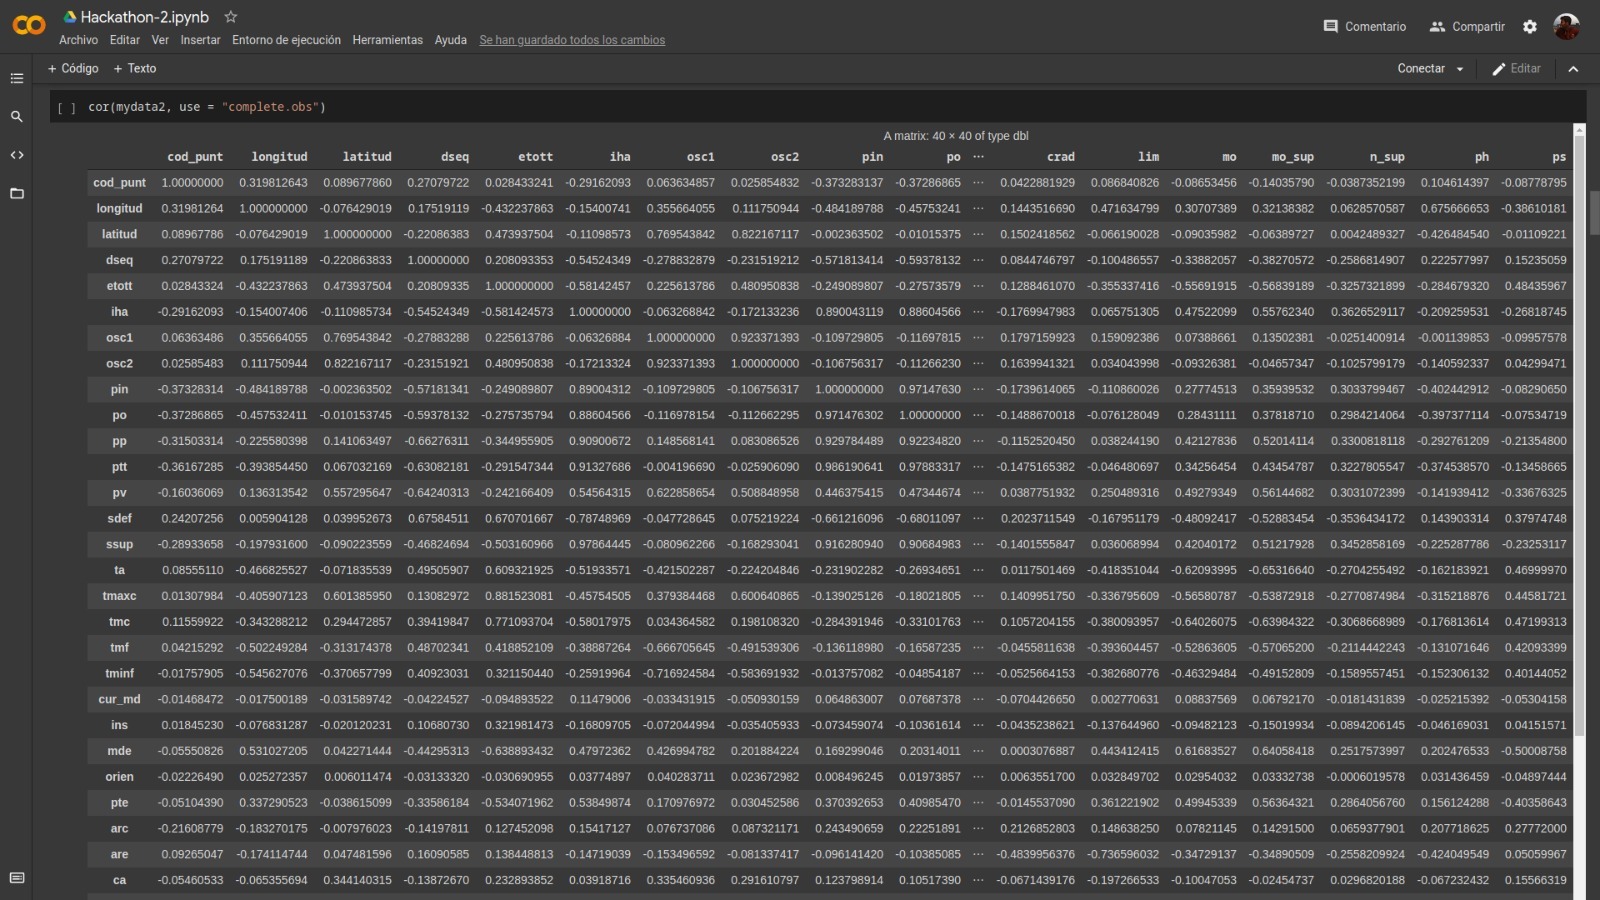 Hackathon-2.ipynb
Archivo Editar Ver Insertar Entorno de ejecución Herramientas Ayuda Se han guardado todos los cambios
Comentario Compartir
+ Código + Texto
Conectar Editar
[ ] cor(mydata2, use = "complete.obs")
A matrix: 40 × 40 of type dbl
cod_punt longitud latitud dseq etott iha osc1 osc2 pin po ⋯ crad lim mo mo_sup n_sup ph ps
cod_punt 1.00000000 0.319812643 0.089677860 0.27079722 0.028433241 -0.29162093 0.063634857 0.025854832 -0.373283137 -0.37286865 ⋯ 0.0422881929 0.086840826 -0.08653456 -0.14035790 -0.0387352199 0.104614397 -0.08778795
longitud 0.31981264 1.000000000 -0.076429019 0.17519119 -0.432237863 -0.15400741 0.355664055 0.111750944 -0.484189788 -0.45753241 ⋯ 0.1443516690 0.471634799 0.30707389 0.32138382 0.0628570587 0.675666653 -0.38610181
latitud 0.08967786 -0.076429019 1.000000000 -0.22086383 0.473937504 -0.11098573 0.769543842 0.822167117 -0.002363502 -0.01015375 ⋯ 0.1502418562 -0.066190028 -0.09035982 -0.06389727 0.0042489327 -0.426484540 -0.01109221
dseq 0.27079722 0.175191189 -0.220863833 1.00000000 0.208093353 -0.54524349 -0.278832879 -0.231519212 -0.571813414 -0.59378132 ⋯ 0.0844746797 -0.100486557 -0.33882057 -0.38270572 -0.2586814907 0.222577997 0.15235059
etott 0.02843324 -0.432237863 0.473937504 0.20809335 1.000000000 -0.58142457 0.225613786 0.480950838 -0.249089807 -0.27573579 ⋯ 0.1288461070 -0.355337416 -0.55691915 -0.56839189 -0.3257321899 -0.284679320 0.48435967
iha -0.29162093 -0.154007406 -0.110985734 -0.54524349 -0.581424573 1.00000000 -0.063268842 -0.172133236 0.890043119 0.88604566 ⋯ -0.1769947983 0.065751305 0.47522099 0.55762340 0.3626529117 -0.209259531 -0.26818745
osc1 0.06363486 0.355664055 0.769543842 -0.27883288 0.225613786 -0.06326884 1.000000000 0.923371393 -0.109729805 -0.11697815 ⋯ 0.1797159923 0.159092386 0.07388661 0.13502381 -0.0251400914 -0.001139853 -0.09957578
osc2 0.02585483 0.111750944 0.822167117 -0.23151921 0.480950838 -0.17213324 0.923371393 1.000000000 -0.106756317 -0.11266230 ⋯ 0.1639941321 0.034043998 -0.09326381 -0.04657347 -0.1025799179 -0.140592337 0.04299471
pin -0.37328314 -0.484189788 -0.002363502 -0.57181341 -0.249089807 0.89004312 -0.109729805 -0.106756317 1.000000000 0.97147630 ⋯ -0.1739614065 -0.110860026 0.27774513 0.35939532 0.3033799467 -0.402442912 -0.08290650
po -0.37286865 -0.457532411 -0.010153745 -0.59378132 -0.275735794 0.88604566 -0.116978154 -0.112662295 0.971476302 1.00000000 ⋯ -0.1488670018 -0.076128049 0.28431111 0.37818710 0.2984214064 -0.397377114 -0.07534719
pp -0.31503314 -0.225580398 0.141063497 -0.66276311 -0.344955905 0.90900672 0.148568141 0.083086526 0.929784489 0.92234820 ⋯ -0.1152520450 0.038244190 0.42127836 0.52014114 0.3300818118 -0.292761209 -0.21354800
ptt -0.36167285 -0.393854450 0.067032169 -0.63082181 -0.291547344 0.91327686 -0.004196690 -0.025906090 0.986190641 0.97883317 ⋯ -0.1475165382 -0.046480697 0.34256454 0.43454787 0.3227805547 -0.374538570 -0.13458665
pv -0.16036069 0.136313542 0.557295647 -0.64240313 -0.242166409 0.54564315 0.622858654 0.508848958 0.446375415 0.47344674 ⋯ 0.0387751932 0.250489316 0.49279349 0.56144682 0.3031072399 -0.141939412 -0.33676325
sdef 0.24207256 0.005904128 0.039952673 0.67584511 0.670701667 -0.78748969 -0.047728645 0.075219224 -0.661216096 -0.68011097 ⋯ 0.2023711549 -0.167951179 -0.48092417 -0.52883454 -0.3536434172 0.143903314 0.37974748
ssup -0.28933658 -0.197931600 -0.090223559 -0.46824694 -0.503160966 0.97864445 -0.080962266 -0.168293041 0.916280940 0.90684983 ⋯ -0.1401555847 0.036068994 0.42040172 0.51217928 0.3452858169 -0.225287786 -0.23253117
ta 0.08555110 -0.466825527 -0.071835539 0.49505907 0.609321925 -0.51933571 -0.421502287 -0.224204846 -0.231902282 -0.26934651 ⋯ 0.0117501469 -0.418351044 -0.62093995 -0.65316640 -0.2704255492 -0.162183921 0.46999970
tmaxc 0.01307984 -0.405907123 0.601385950 0.13082972 0.881523081 -0.45754505 0.379384468 0.600640865 -0.139025126 -0.18021805 ⋯ 0.1409951750 -0.336795609 -0.56580787 -0.53872918 -0.2770874984 -0.315218876 0.44581721
tmc 0.11559922 -0.343288212 0.294472857 0.39419847 0.771093704 -0.58017975 0.034364582 0.198108320 -0.284391946 -0.33101763 ⋯ 0.1057204155 -0.380093957 -0.64026075 -0.63984322 -0.3068668989 -0.176813614 0.47199313
tmf 0.04215292 -0.502249284 -0.313174378 0.48702341 0.418852109 -0.38887264 -0.666705645 -0.491539306 -0.136118980 -0.16587235 ⋯ -0.0455811638 -0.393604457 -0.52863605 -0.57065200 -0.2114442243 -0.131071646 0.42093399
tminf -0.01757905 -0.545627076 -0.370657799 0.40923031 0.321150440 -0.25919964 -0.716924584 -0.583691932 -0.013757082 -0.04854187 ⋯ -0.0525664153 -0.382680776 -0.46329484 -0.49152809 -0.1589557451 -0.152306132 0.40144052
cur_md -0.01468472 -0.017500189 -0.031589742 -0.04224527 -0.094893522 0.11479006 -0.033431915 -0.050930159 0.064863007 0.07687378 ⋯ -0.0704426650 0.002770631 0.08837569 0.06792170 -0.0181431839 -0.025215392 -0.05304158
ins 0.01845230 -0.076831287 -0.020120231 0.10680730 0.321981473 -0.16809705 -0.072044994 -0.035405933 -0.073459074 -0.10361614 ⋯ -0.0435238621 -0.137644960 -0.09482123 -0.15019934 -0.0894206145 -0.046169031 0.04151571
mde -0.05550826 0.531027205 0.042271444 -0.44295313 -0.638893432 0.47972362 0.426994782 0.201884224 0.169299046 0.20314011 ⋯ 0.0003076887 0.443412415 0.61683527 0.64058418 0.2517573997 0.202476533 -0.50008758
orien -0.02226490 0.025272357 0.006011474 -0.03133320 -0.030690955 0.03774897 0.040283711 0.023672982 0.008496245 0.01973857 ⋯ 0.0063551700 0.032849702 0.02954032 0.03332738 -0.0006019578 0.031436459 -0.04897444
pte -0.05104390 0.337290523 -0.038615099 -0.33586184 -0.534071962 0.53849874 0.170976972 0.030452586 0.370392653 0.40985470 ⋯ -0.0145537090 0.361221902 0.49945339 0.56364321 0.2864056760 0.156124288 -0.40358643
arc -0.21608779 -0.183270175 -0.007976023 -0.14197811 0.127452098 0.15417127 0.076737086 0.087321171 0.243490659 0.22251891 ⋯ 0.2126852803 0.148638250 0.07821145 0.14291500 0.0659377901 0.207718625 0.27772000
are 0.09265047 -0.174114744 0.047481596 0.16090585 0.138448813 -0.14719039 -0.153496592 -0.081337417 -0.096141420 -0.10385085 ⋯ -0.4839956376 -0.736596032 -0.34729137 -0.34890509 -0.2558209924 -0.424049549 0.05059967
ca -0.05460533 -0.065355694 0.344140315 -0.13872670 0.232893852 0.03918716 0.335460936 0.291610797 0.123798914 0.10517390 ⋯ -0.0671439176 -0.197266533 -0.10047053 -0.02454737 0.0296820188 -0.067232432 0.15566319